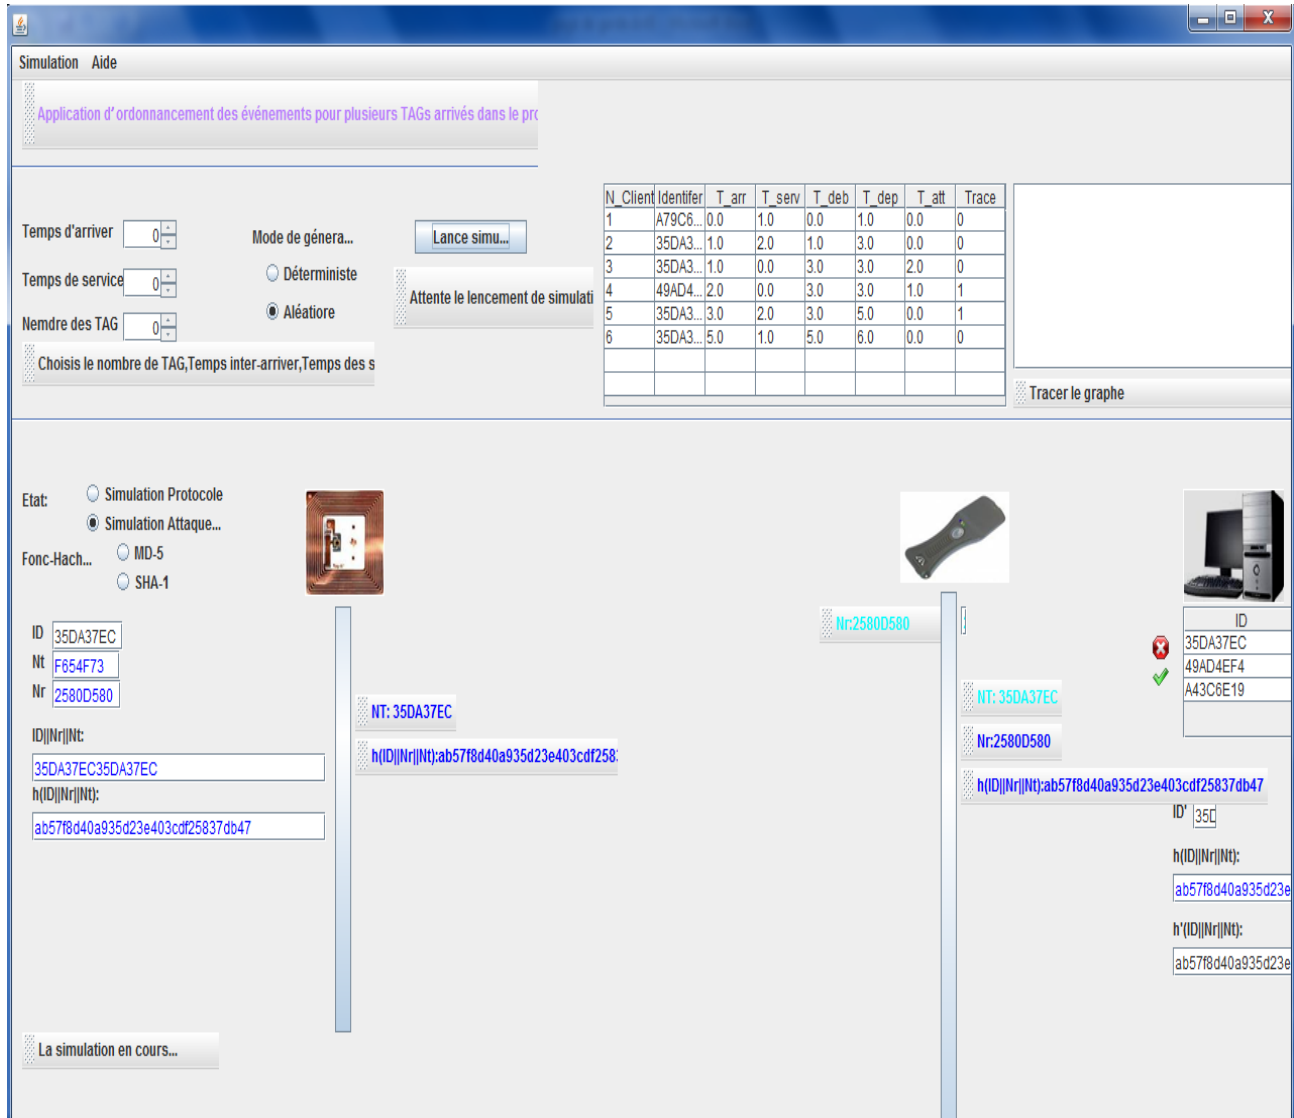 Simulation Aide
Application d'ordonnancement des événements pour plusieurs TAGs arrivés dans le pro
Temps d'arriver 0
Temps de service 0
Nemdre des TAG 0
Choisis le nombre de TAG,Temps inter-arriver,Temps des s
Mode de génera...
Déterministe
Aléatiore
Lance simu...
Attente le lencement de simulati
N_Client Identifer T_arr T_serv T_deb T_dep T_att Trace
1 A79C6... 0.0 1.0 0.0 1.0 0.0 0
2 35DA3... 1.0 2.0 1.0 3.0 0.0 0
3 35DA3... 1.0 0.0 3.0 3.0 2.0 0
4 49AD4... 2.0 0.0 3.0 3.0 1.0 1
5 35DA3... 3.0 2.0 3.0 5.0 0.0 1
6 35DA3... 5.0 1.0 5.0 6.0 0.0 0
Tracer le graphe
Etat:
Simulation Protocole
Simulation Attaque...
Fonc-Hach...
MD-5
SHA-1
ID 35DA37EC
Nt F654F73
Nr 2580D580
ID||Nr||Nt:
35DA37EC35DA37EC
h(ID||Nr||Nt):
ab57f8d40a935d23e403cdf25837db47
NT: 35DA37EC
h(ID||Nr||Nt):ab57f8d40a935d23e403cdf258
Nr:2580D580
NT: 35DA37EC
Nr:2580D580
h(ID||Nr||Nt):ab57f8d40a935d23e403cdf25837db47
ID
35DA37EC
49AD4EF4
A43C6E19
ID' 35D
h(ID||Nr||Nt):
ab57f8d40a935d23e
h'(ID||Nr||Nt):
ab57f8d40a935d23e
La simulation en cours...